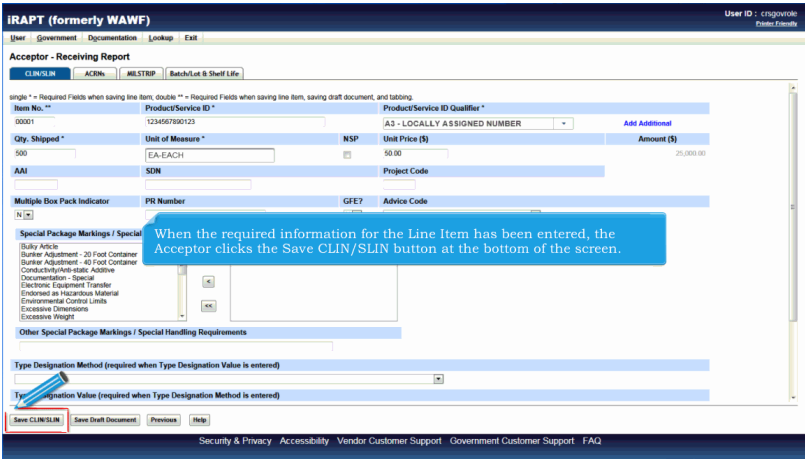 iRAPT (formerly WAWF)
User ID : crsgovrole
Printer Friendly
User Government Documentation Lookup Exit
Acceptor - Receiving Report
CLIN/SLIN ACRNs MILSTRIP Batch/Lot & Shelf Life
single * = Required Fields when saving line item; double ** = Required Fields when saving line item, saving draft document, and tabbing.
Item No. ** Product/Service ID * Product/Service ID Qualifier *
00001 1234567890123 A3 - LOCALLY ASSIGNED NUMBER Add Additional
Qty. Shipped * Unit of Measure * NSP Unit Price ($) Amount ($)
500 EA-EACH 50.00 25,000.00
AAI SDN Project Code
Multiple Box Pack Indicator PR Number GFE? Advice Code
N
Special Package Markings / Special
When the required information for the Line Item has been entered, the
Acceptor clicks the Save CLIN/SLIN button at the bottom of the screen.
Bulky Article
Bunker Adjustment - 20 Foot Container
Bunker Adjustment - 40 Foot Container
Conductivity/Anti-static Additive
Documentation - Special
Electronic Equipment Transfer
Endorsed as Hazardous Material
Environmental Control Limits
Excessive Dimensions
Excessive Weight
<
<<
Other Special Package Markings / Special Handling Requirements
Type Designation Method (required when Type Designation Value is entered)
Value (required when Type Designation Method is entered)
Save CLIN/SLIN Save Draft Document Previous Help
Security & Privacy Accessibility Vendor Customer Support Government Customer Support FAQ